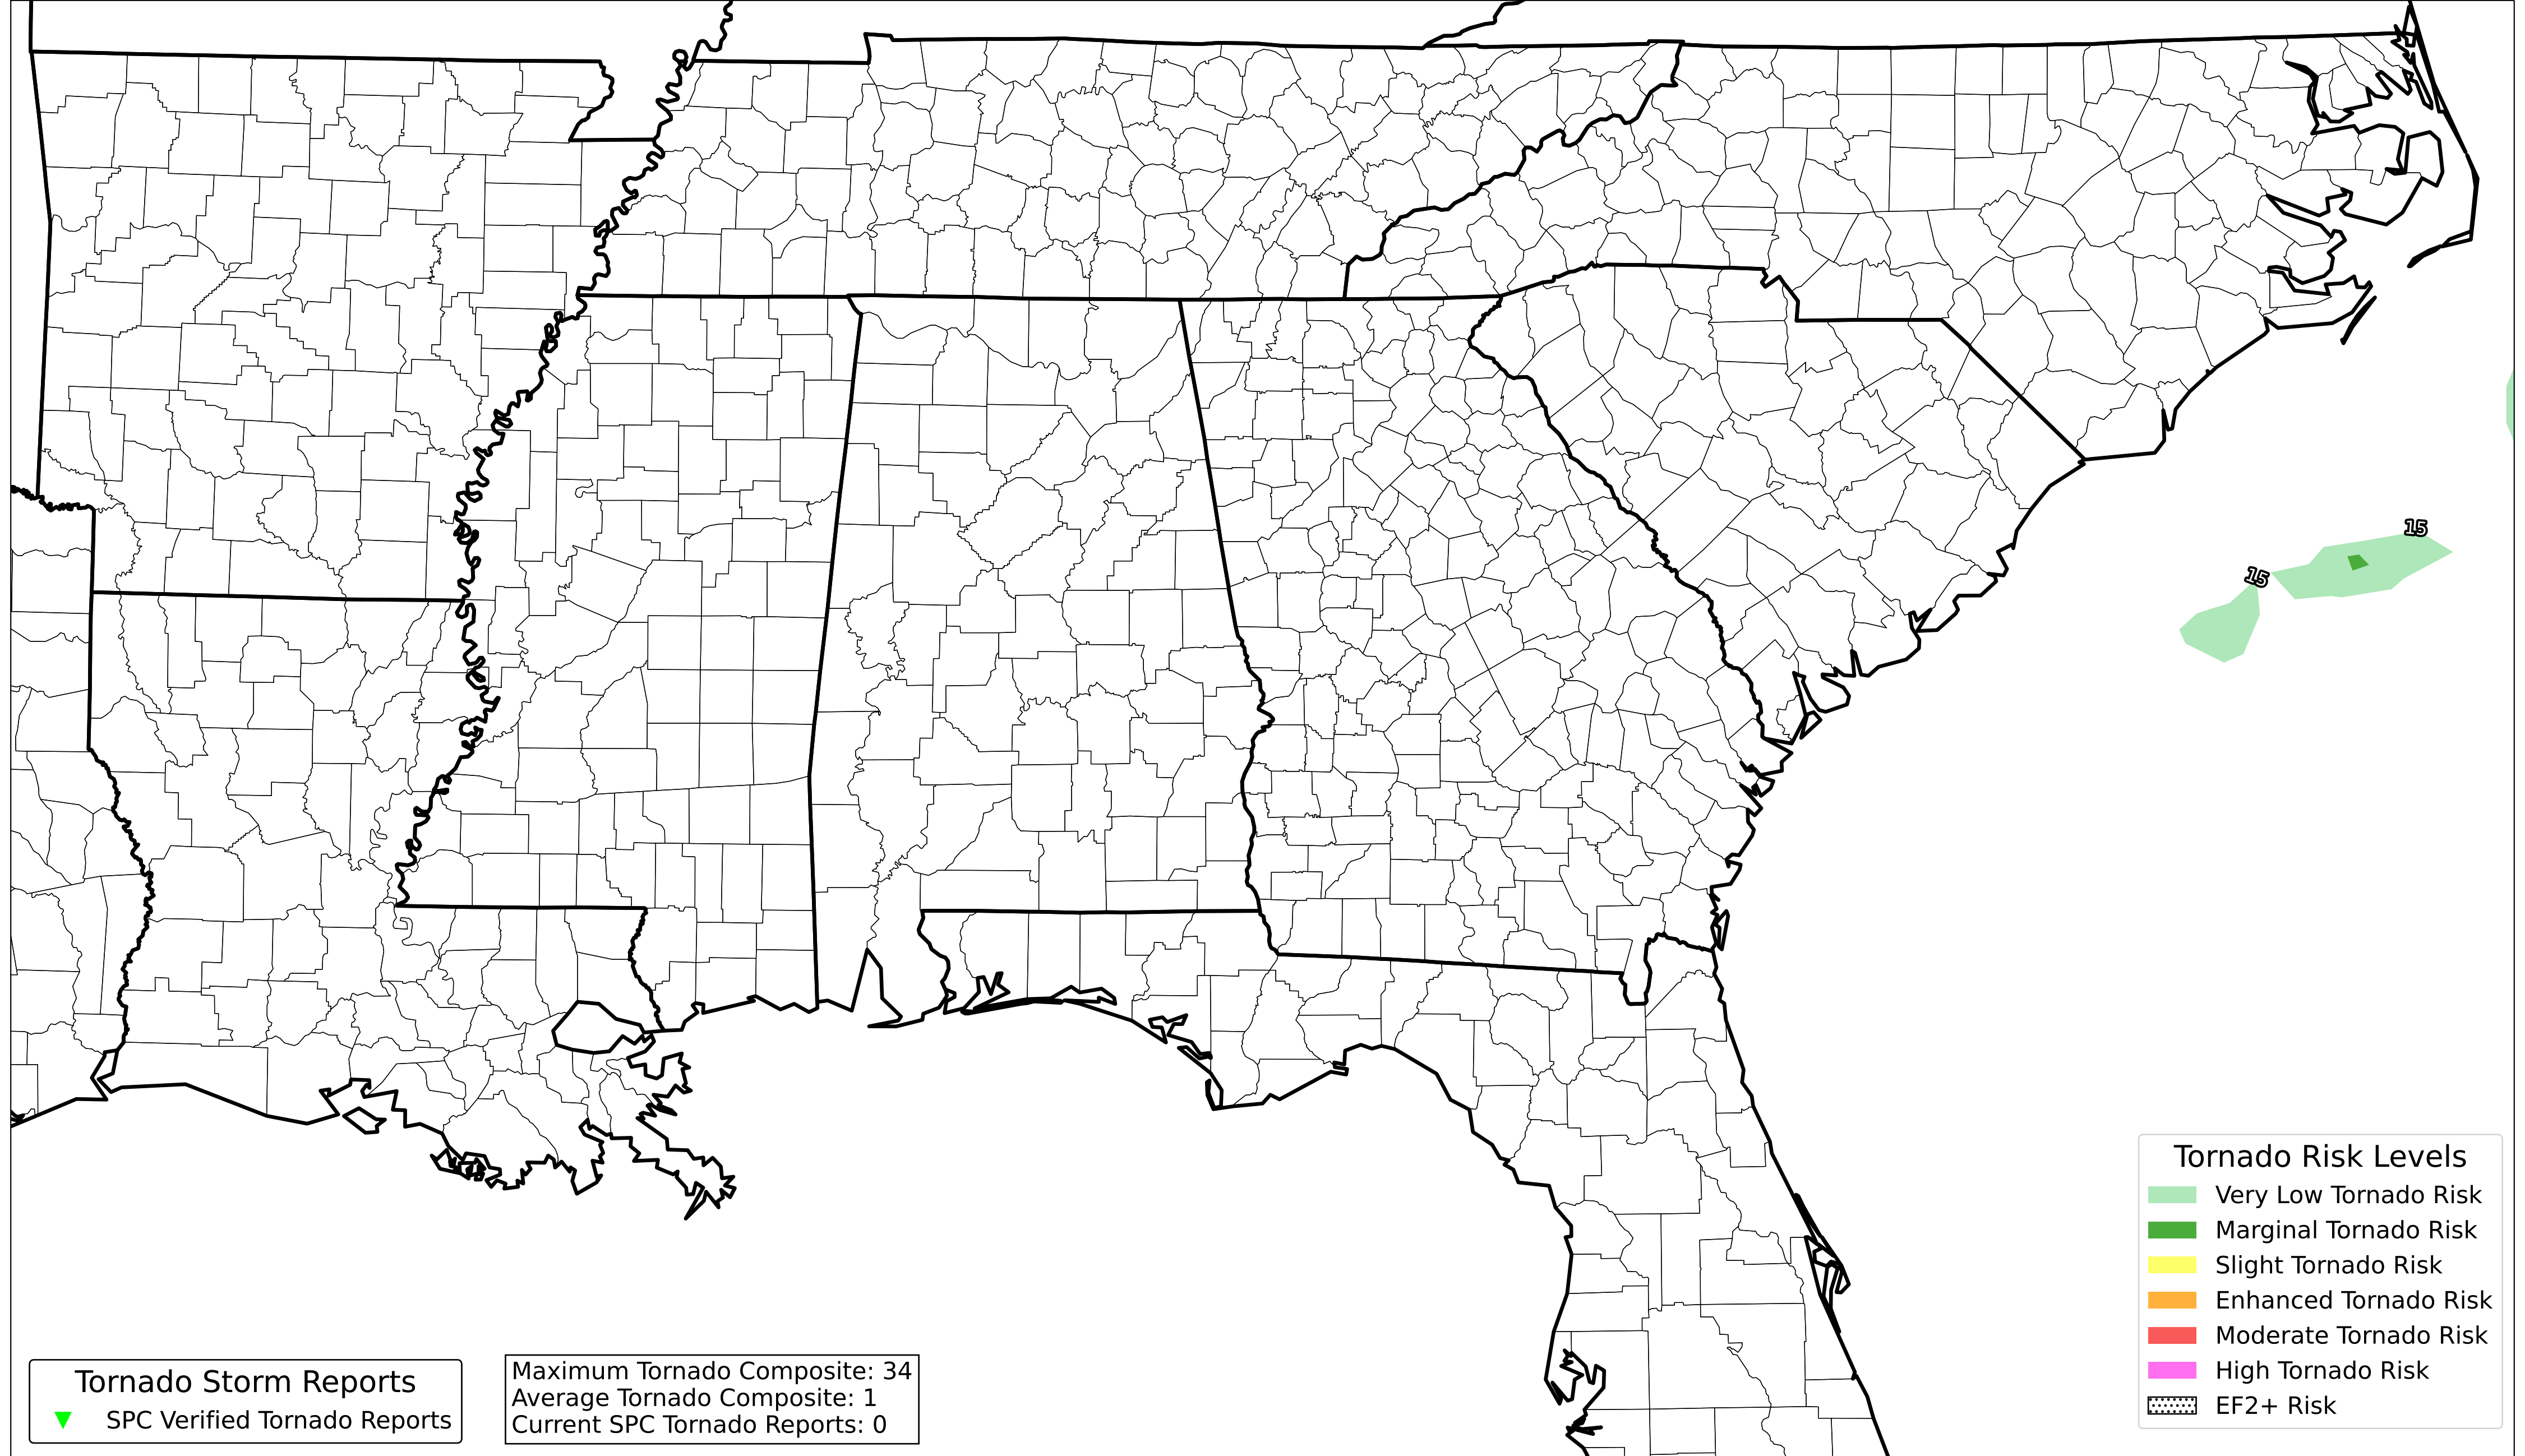 15
15
Tornado Risk Levels
Very Low Tornado Risk
Marginal Tornado Risk
Slight Tornado Risk
Enhanced Tornado Risk
Moderate Tornado Risk
High Tornado Risk
EF2+ Risk
Tornado Storm Reports
SPC Verified Tornado Reports
Maximum Tornado Composite: 34
Average Tornado Composite: 1
Current SPC Tornado Reports: 0